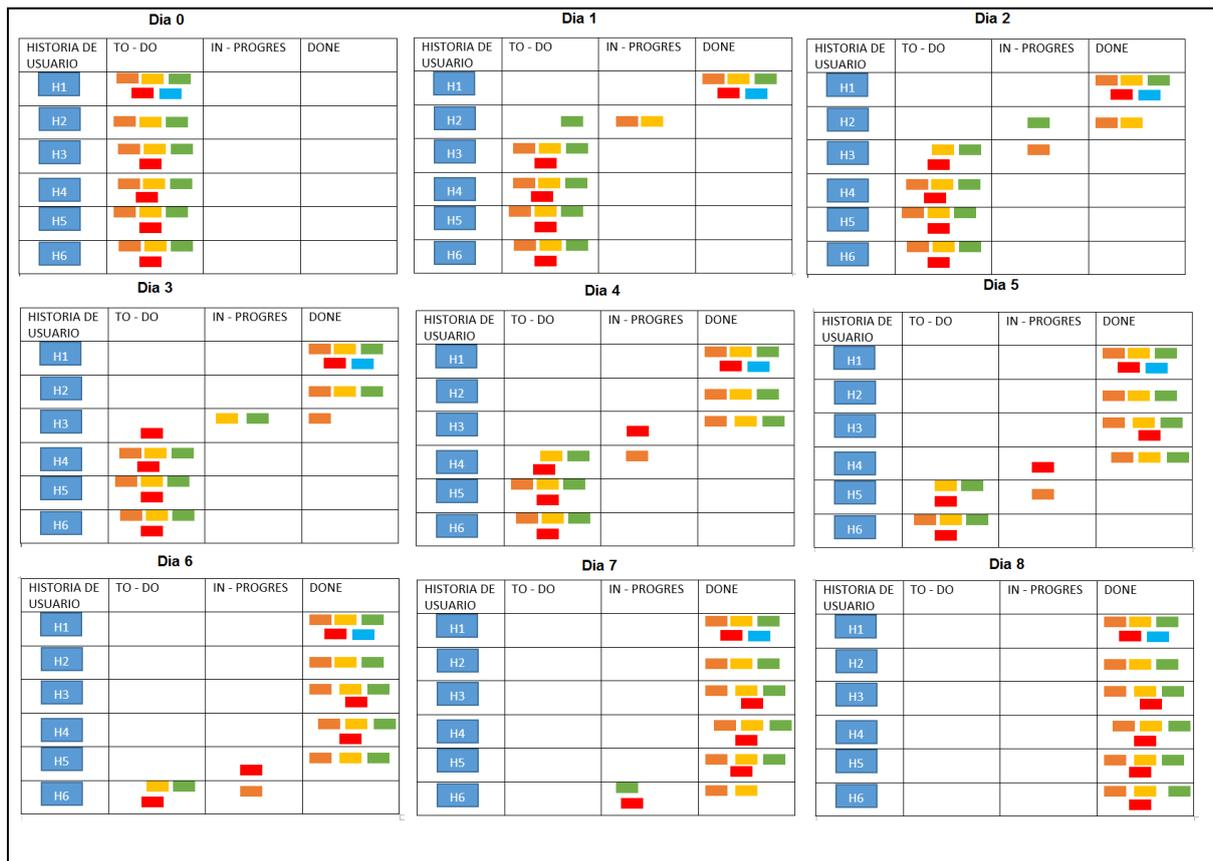 Dia 0
Dia 1
Dia 2
HISTORIA DE USUARIO TO - DO IN - PROGRES DONE
H1
H2
H3
H4
H5
H6
HISTORIA DE USUARIO TO - DO IN - PROGRES DONE
H1
H2
H3
H4
H5
H6
HISTORIA DE USUARIO TO - DO IN - PROGRES DONE
H1
H2
H3
H4
H5
H6
Dia 3
Dia 4
Dia 5
HISTORIA DE USUARIO TO - DO IN - PROGRES DONE
H1
H2
H3
H4
H5
H6
HISTORIA DE USUARIO TO - DO IN - PROGRES DONE
H1
H2
H3
H4
H5
H6
HISTORIA DE USUARIO TO - DO IN - PROGRES DONE
H1
H2
H3
H4
H5
H6
Dia 6
Dia 7
Dia 8
HISTORIA DE USUARIO TO - DO IN - PROGRES DONE
H1
H2
H3
H4
H5
H6
HISTORIA DE USUARIO TO - DO IN - PROGRES DONE
H1
H2
H3
H4
H5
H6
HISTORIA DE USUARIO TO - DO IN - PROGRES DONE
H1
H2
H3
H4
H5
H6